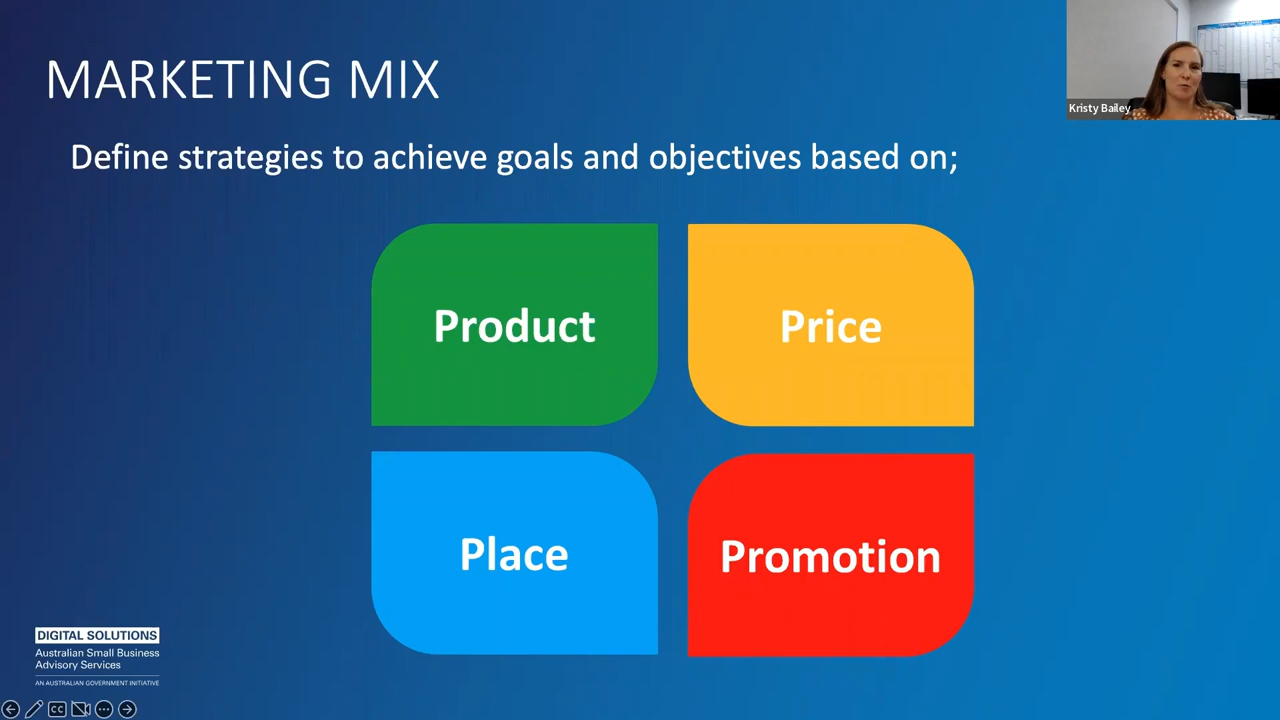 MARKETING MIX
Kristy Bailey
Define strategies to achieve goals and objectives based on;
Product
Price
Place
Promotion
DIGITAL SOLUTIONS
Australian Small Business
Advisory Services
AN AUSTRALIAN GOVERNMENT INITIATIVE
CC